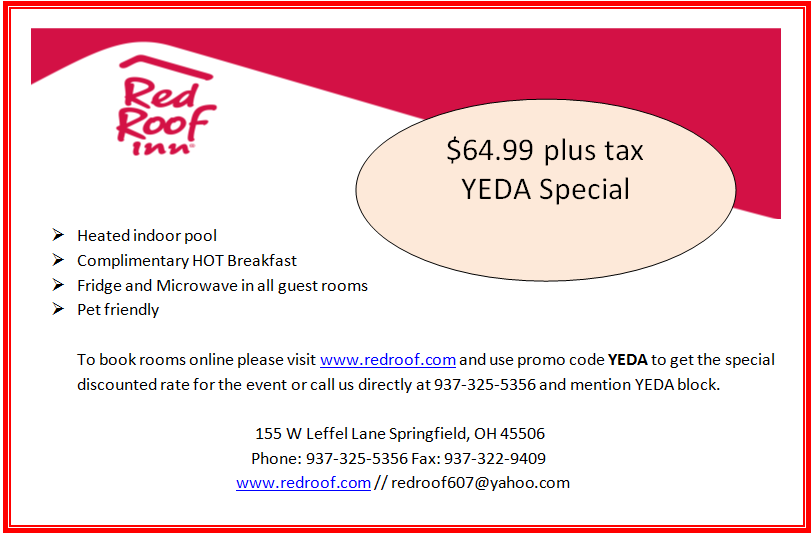 Red
Roof
Inn®
$64.99 plus tax
YEDA Special
Heated indoor pool
Complimentary HOT Breakfast
Fridge and Microwave in all guest rooms
Pet friendly
To book rooms online please visit www.redroof.com and use promo code YEDA to get the special
discounted rate for the event or call us directly at 937-325-5356 and mention YEDA block.
155 W Leffel Lane Springfield, OH 45506
Phone: 937-325-5356 Fax: 937-322-9409
www.redroof.com // redroof607@yahoo.com